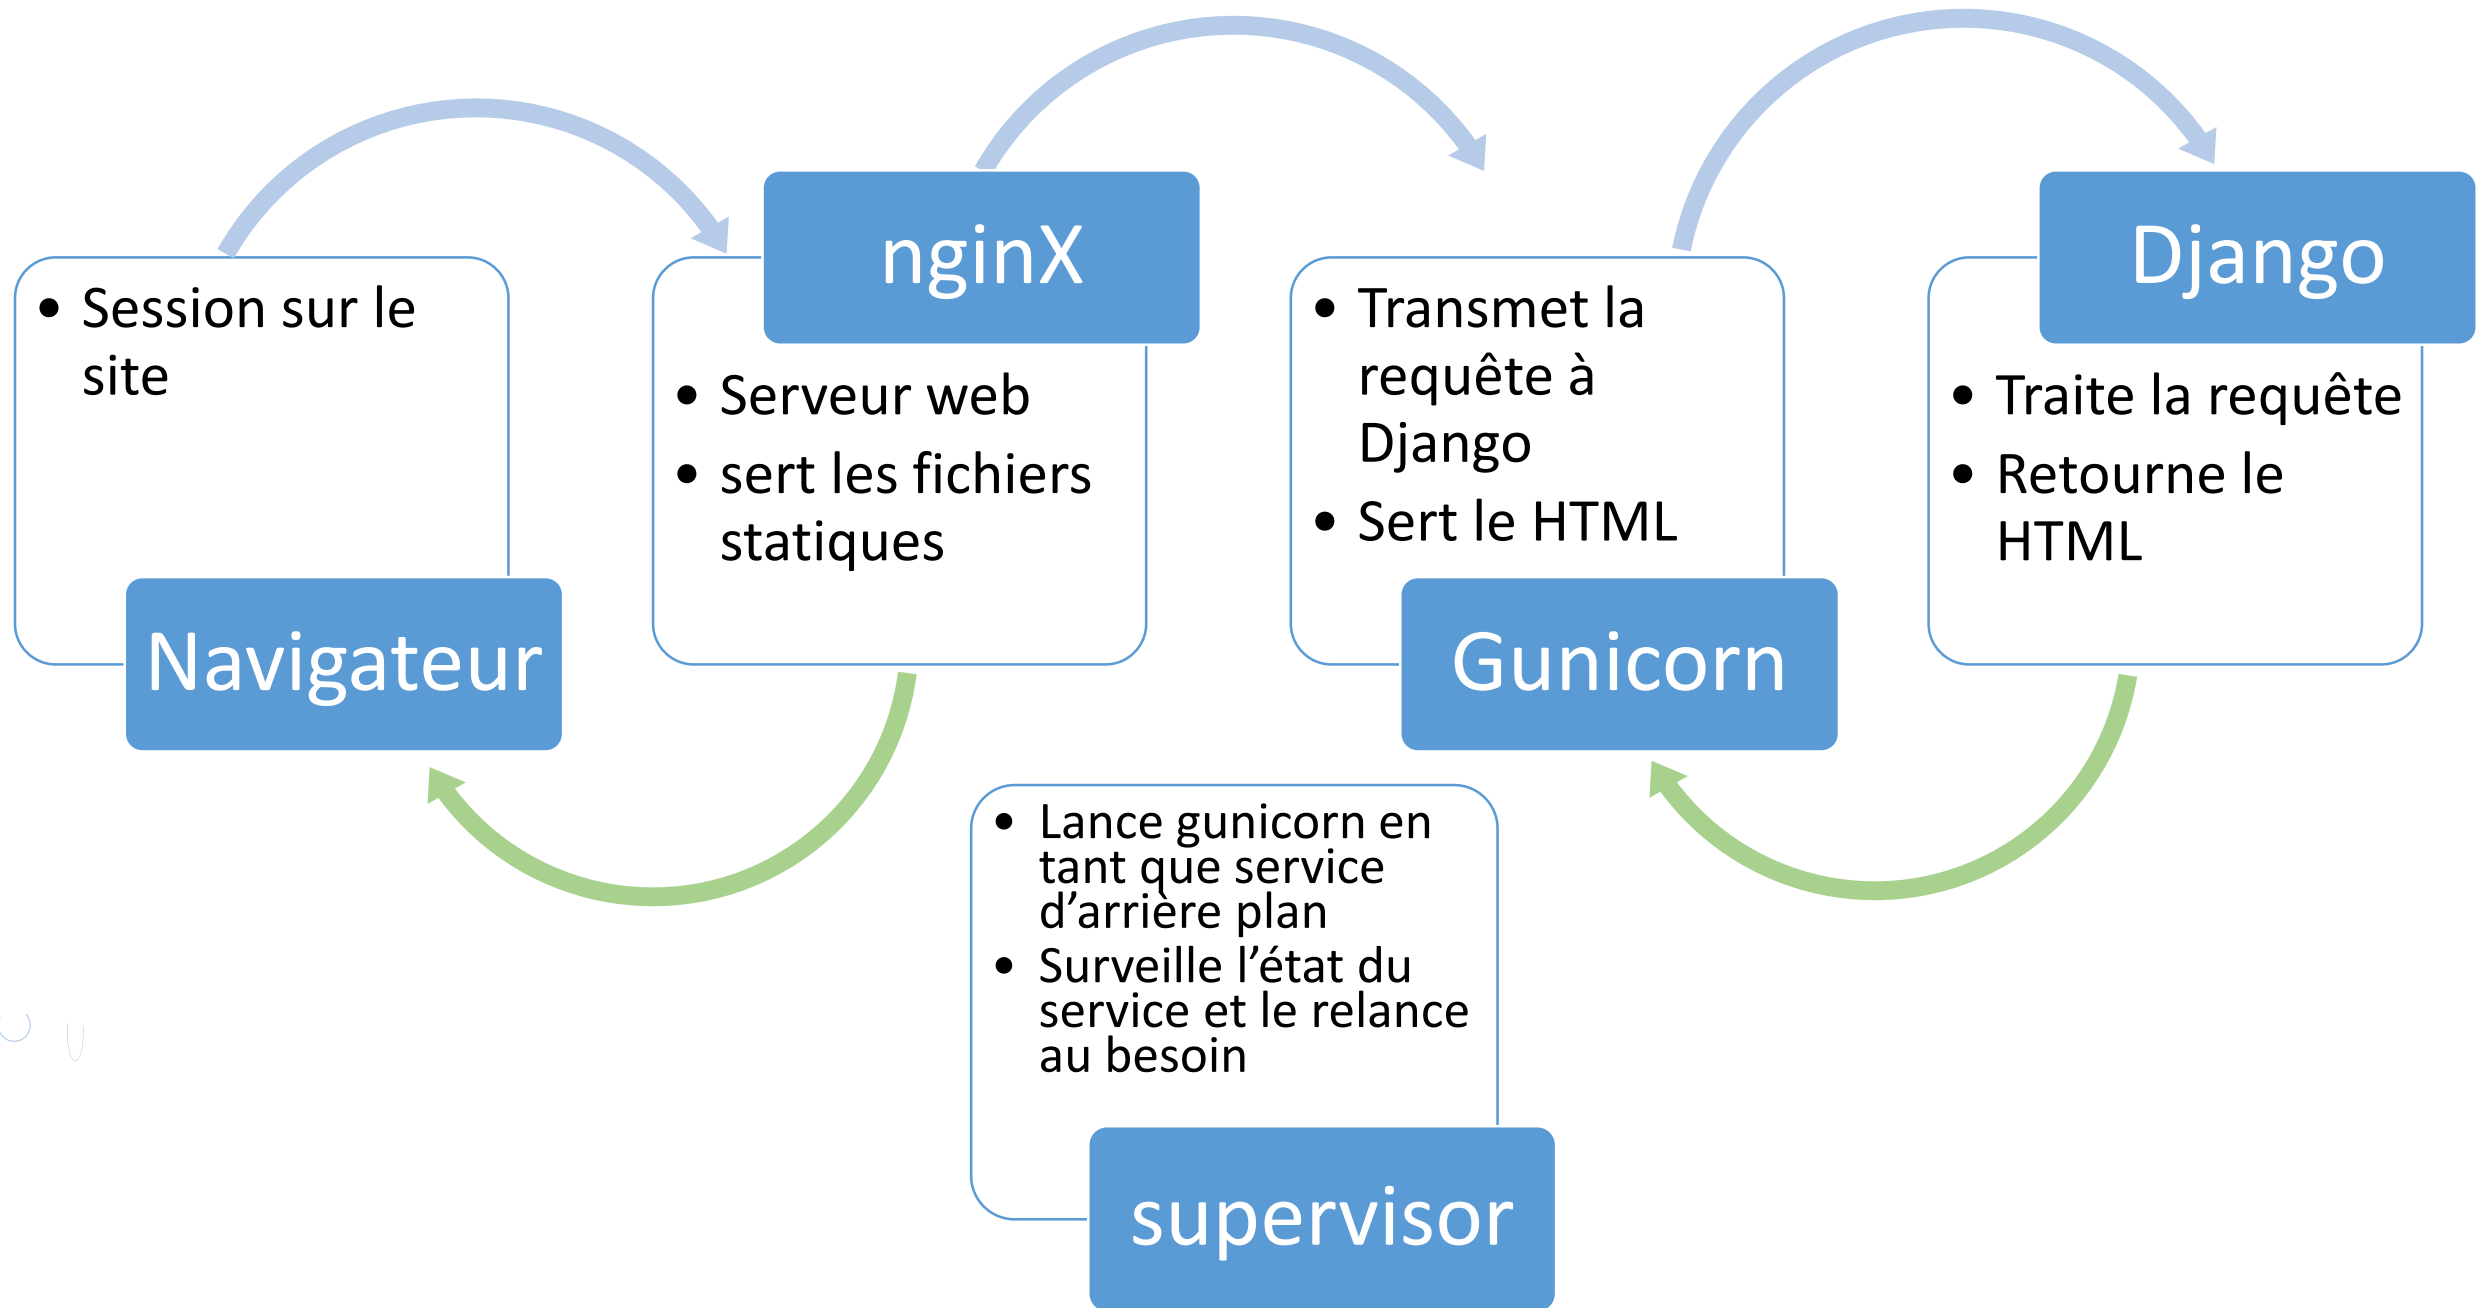 • Session sur le
site
Navigateur
nginX
• Serveur web
• sert les fichiers
statiques
• Transmet la
requête à
Django
• Sert le HTML
Gunicorn
Django
• Traite la requête
• Retourne le
HTML
• Lance gunicorn en
tant que service
d’arrière plan
• Surveille l’état du
service et le relance
au besoin
supervisor